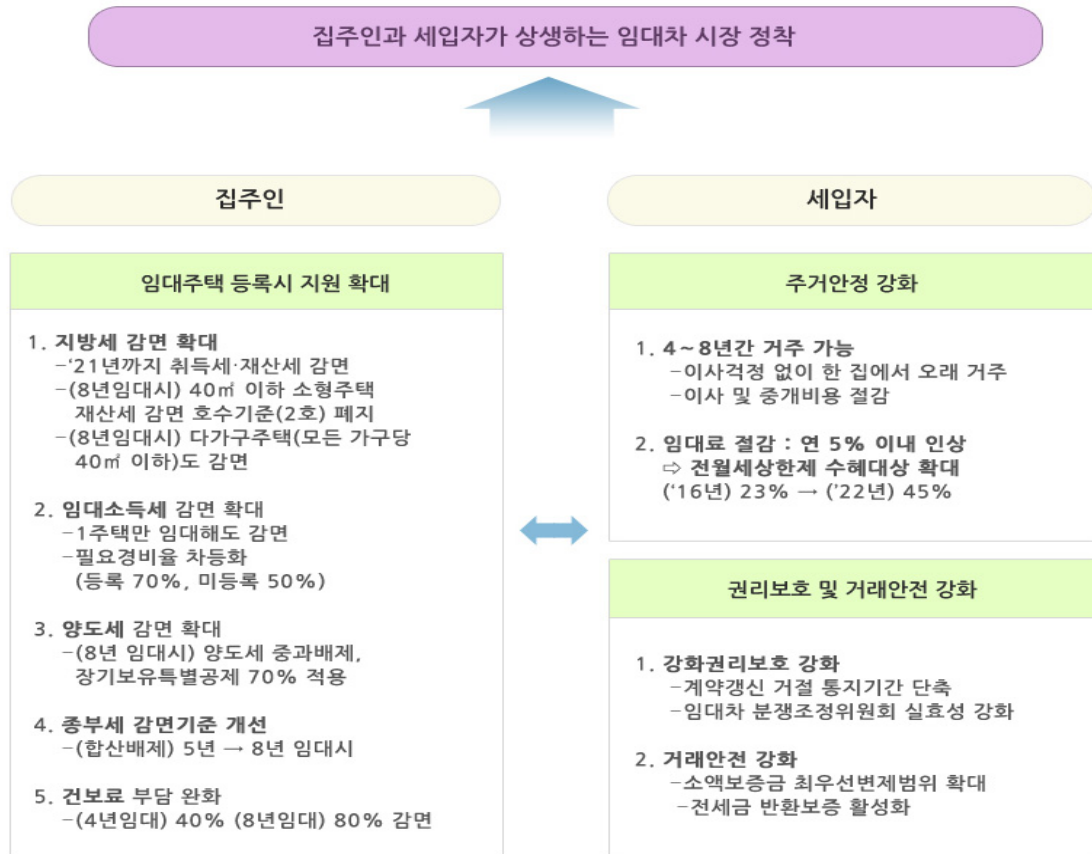 집주인과 세입자가 상생하는 임대차 시장 정착
집주인
임대주택 등록시 지원 확대
1. 지방세 감면 확대
-‘21년까지 취득세·재산세 감면
-(8년임대시) 40㎡ 이하 소형주택
재산세 감면 호수기준(2호) 폐지
-(8년임대시) 다가구주택(모든 가구당
40㎡ 이하)도 감면
2. 임대소득세 감면 확대
-1주택만 임대해도 감면
-필요경비율 차등화
(등록 70%, 미등록 50%)
3. 양도세 감면 확대
-(8년 임대시) 양도세 중과배제,
장기보유특별공제 70% 적용
4. 종부세 감면기준 개선
-(합산배제) 5년 → 8년 임대시
5. 건보료 부담 완화
-(4년임대) 40% (8년임대) 80% 감면
세입자
주거안정 강화
1. 4~8년간 거주 가능
-이사걱정 없이 한 집에서 오래 거주
-이사 및 중개비용 절감
2. 임대료 절감 : 연 5% 이내 인상
⇨ 전월세상한제 수혜대상 확대
(‘16년) 23% → (’22년) 45%
권리보호 및 거래안전 강화
1. 강화권리보호 강화
-계약갱신 거절 통지기간 단축
-임대차 분쟁조정위원회 실효성 강화
2. 거래안전 강화
-소액보증금 최우선변제범위 확대
-전세금 반환보증 활성화